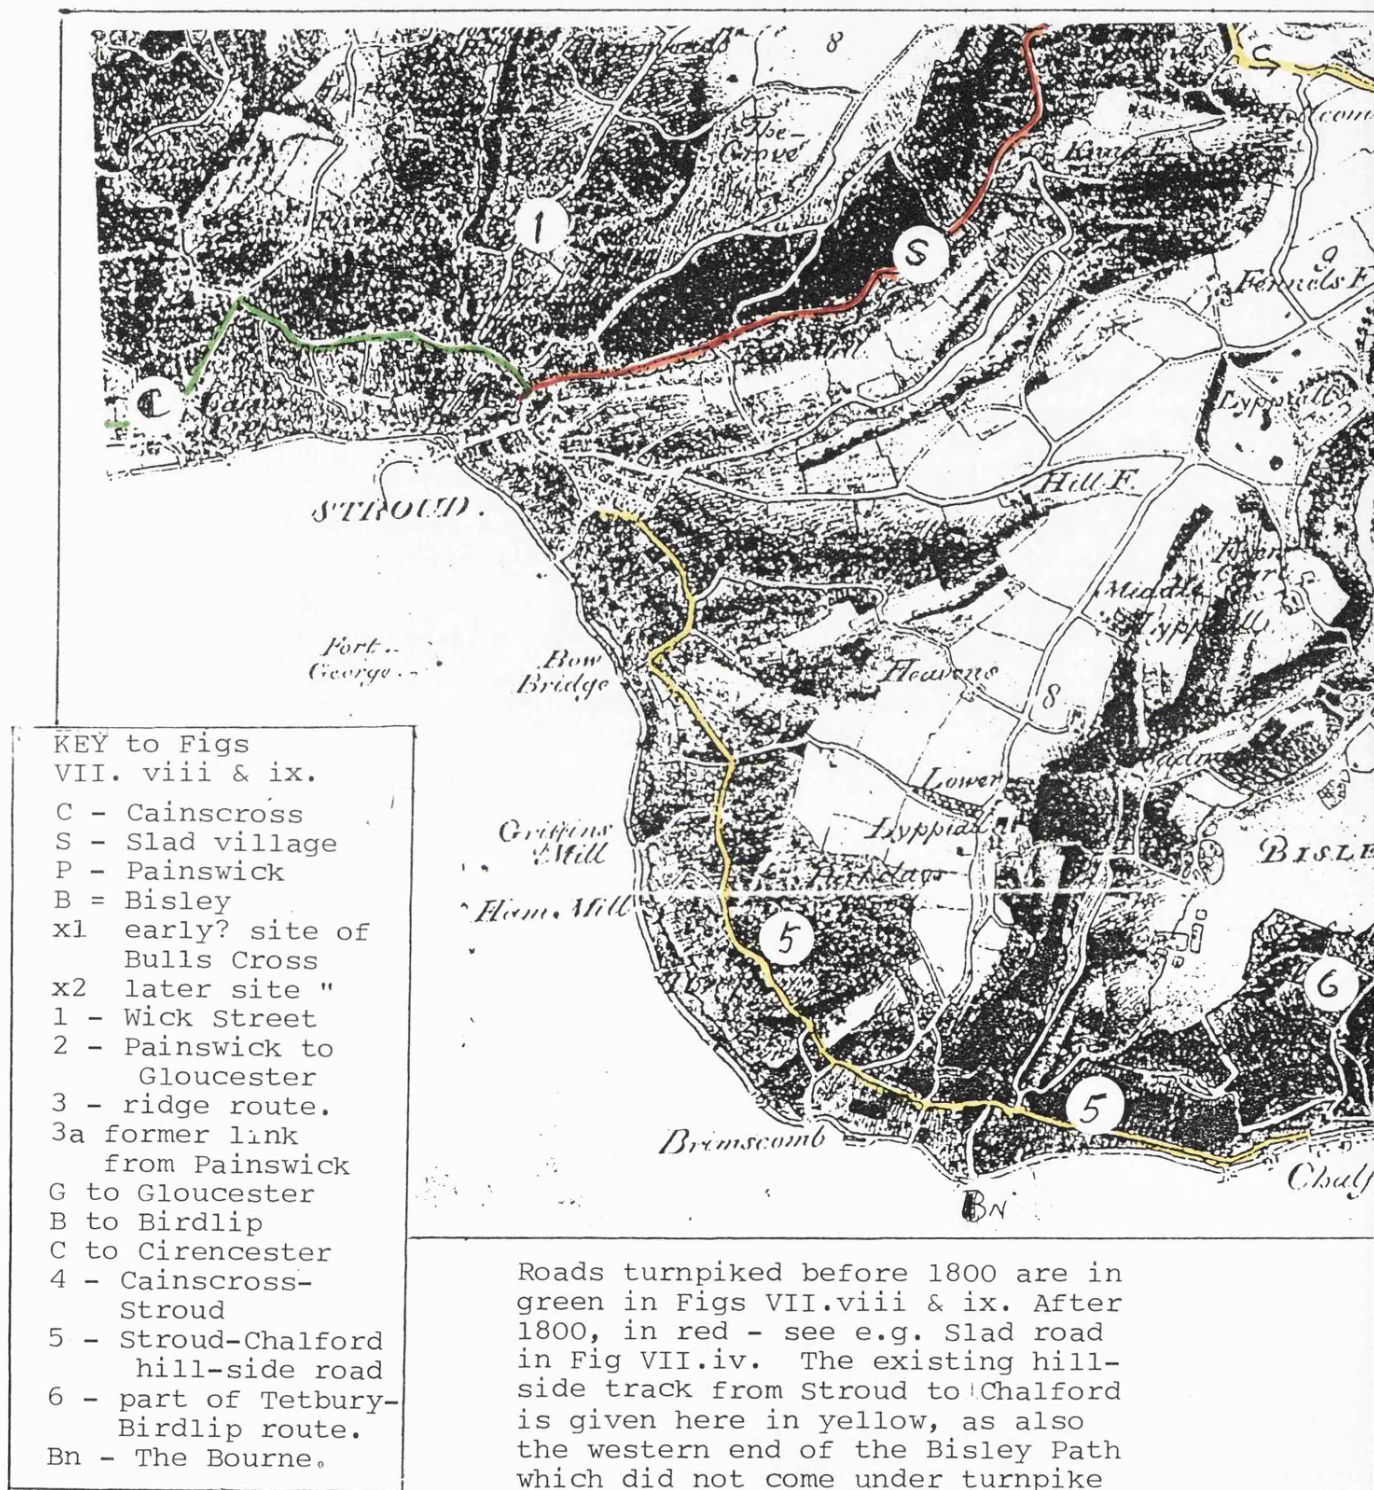 8
The
Grove
1
S
G
9
Fennels F
C
Lyppiatt
STROUD.
Hill F.
Middle
Lyppiatt
Fort
George
Bow
Bridge
Heavens
8
Lower
Lyppiatt
Griffins
Mill
BISLE
Ham Mill
5
6
5
Brimscomb
Chalf
Bn
KEY to Figs
VII. viii & ix.
C - Cainscross
S - Slad village
P - Painswick
B = Bisley
x1 early? site of
Bulls Cross
x2 later site "
1 - Wick Street
2 - Painswick to
Gloucester
3 - ridge route.
3a former link
from Painswick
G to Gloucester
B to Birdlip
C to Cirencester
4 - Cainscross-
Stroud
5 - Stroud-Chalford
hill-side road
6 - part of Tetbury-
Birdlip route.
Bn - The Bourne.
Roads turnpiked before 1800 are in
green in Figs VII.viii & ix. After
1800, in red - see e.g. Slad road
in Fig VII.iv. The existing hill-
side track from Stroud to Chalford
is given here in yellow, as also
the western end of the Bisley Path
which did not come under turnpike